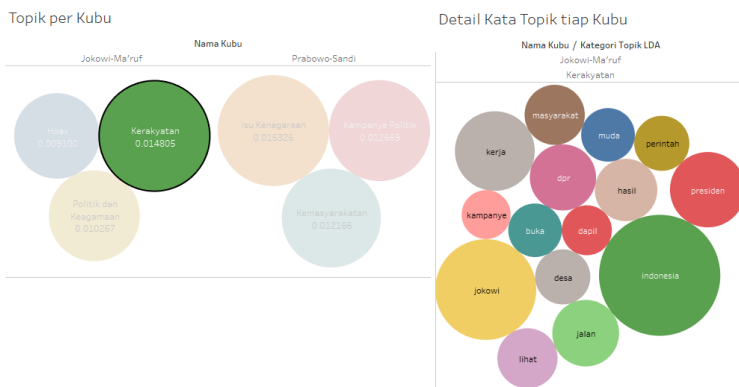 Topik per Kubu
Nama Kubu
Jokowi-Ma'ruf
Prabowo-Sandi
Hoax
0.009100
Kerakyatan
0.014805
Politik dan
Keagamaan
0.010267
Isu Kenegaraan
0.015326
Kampanye Politik
0.012669
Kemasyarakatan
0.012166
Detail Kata Topik tiap Kubu
Nama Kubu / Kategori Topik LDA
Jokowi-Ma'ruf
Kerakyatan
masyarakat
muda
perintah
kerja
dpr
hasil
presiden
kampanye
buka
dapil
desa
indonesia
jokowi
jalan
lihat